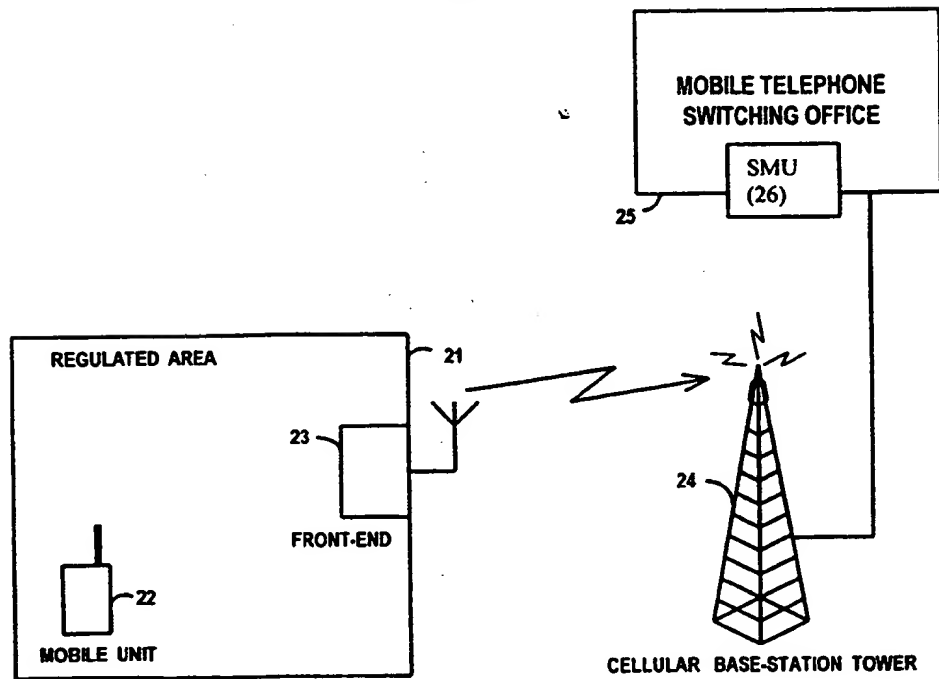 MOBILE TELEPHONE
SWITCHING OFFICE
SMU
(26)
25
REGULATED AREA
21
23
FRONT-END
24
22
MOBILE UNIT
CELLULAR BASE-STATION TOWER